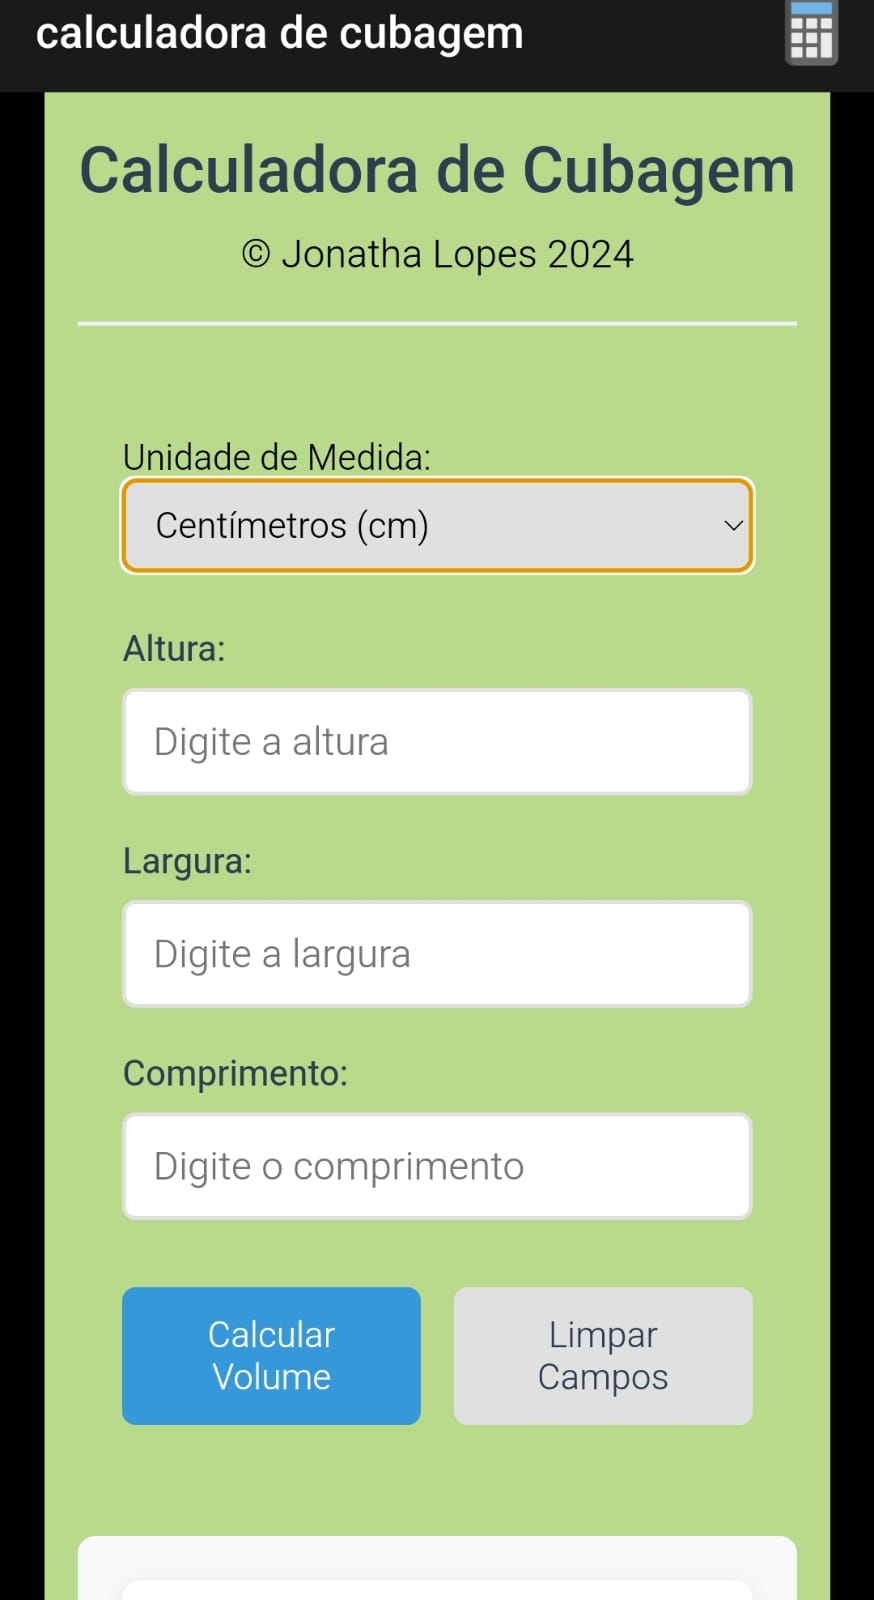 calculadora de cubagem
Calculadora de Cubagem
© Jonatha Lopes 2024
Unidade de Medida:
Centímetros (cm)
Altura:
Digite a altura
Largura:
Digite a largura
Comprimento:
Digite o comprimento
Calcular
Volume
Limpar
Campos